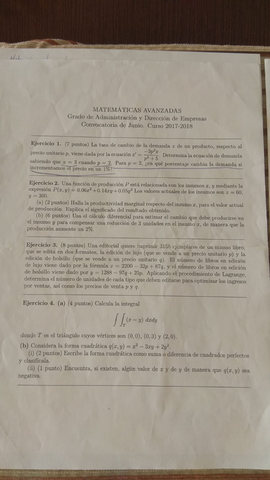 MATEMÁTICAS AVANZADAS
Grado de Administración y Dirección de Empresas
Convocatoria de Junio. Curso 2017-2018
Ejercicio 1. (7 puntos) La tasa de cambio de la demanda x de un producto, respecto al
precio unitario p, viene dada por la ecuación Determina la ecuación de demanda
sabiendo que x = 2 cuando p = 2. Para p = 2, ¿en qué porcentaje cambia la demanda si
incrementamos el precio en un 1%?
Ejercicio 2. Una función de producción P está relacionada con los insumos x, y mediante la
expresión Los valores actuales de los insumos son x = 60,
y = 300.
(a) (3 puntos) Halla la productividad marginal respecto del insumo x, para el valor actual
de producción. Explica el significado del resultado obtenido.
(b) (6 puntos) Usa el cálculo diferencial para estimar el cambio que debe producirse en
el insumo y para compensar una reducción de 2 unidades en el insumo x, de manera que la
producción aumente un 2%.
Ejercicio 3. (8 puntos) Una editorial quiere repartir ejemplares de un mismo libro
que se edita en dos formatos, la edición de lujo (que se vende a un precio unitario p) y la
edición de bolsillo (que se vende a un precio unitario q). El número de libros en edición
de lujo viene dado por la fórmula y el número de libros en edición
de bolsillo viene dado por Aplicando el procedimiento de Lagrange,
determina el número de unidades de cada tipo que deben editarse para optimizar los ingresos
por ventas, así como los precios de venta p y q.
Ejercicio 4. (a) (4 puntos) Calcula la integral
∬T (x − y) dxdy
donde T es el triángulo cuyos vértices son (0, 0), (0, 3) y (2, 0).
(b) Considera la forma cuadrática q(x, y) = x² − 3xy + 2y²
(i) (2 puntos) Escribe la forma cuadrática como suma o diferencia de cuadrados perfectos
y clasifícala.
(ii) (1 punto) Encuentra, si existen, algún valor de x y de y de manera que q(x, y) sea
negativa.